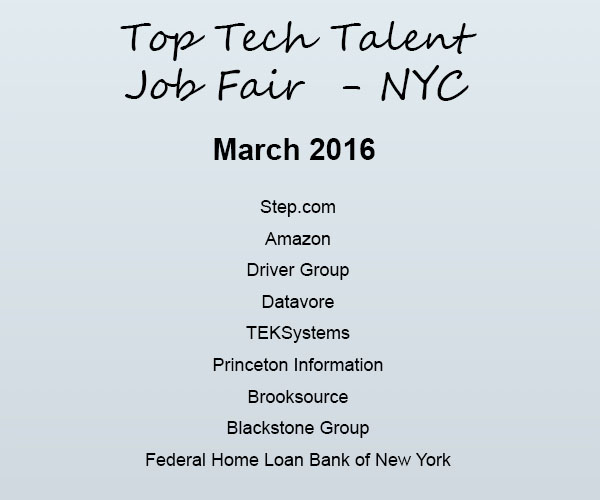 Top Tech Talent
Job Fair - NYC
March 2016
Step.com
Amazon
Driver Group
Datavore
TEKSystems
Princeton Information
Brooksource
Blackstone Group
Federal Home Loan Bank of New York